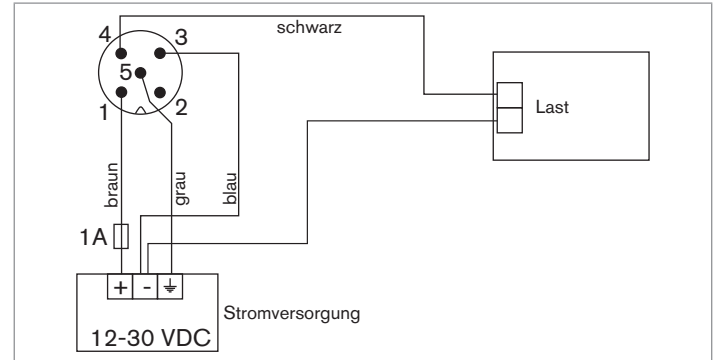 schwarz
4
3
5
1
2
Last
braun
grau
blau
1A
+ -
Stromversorgung
12-30 VDC